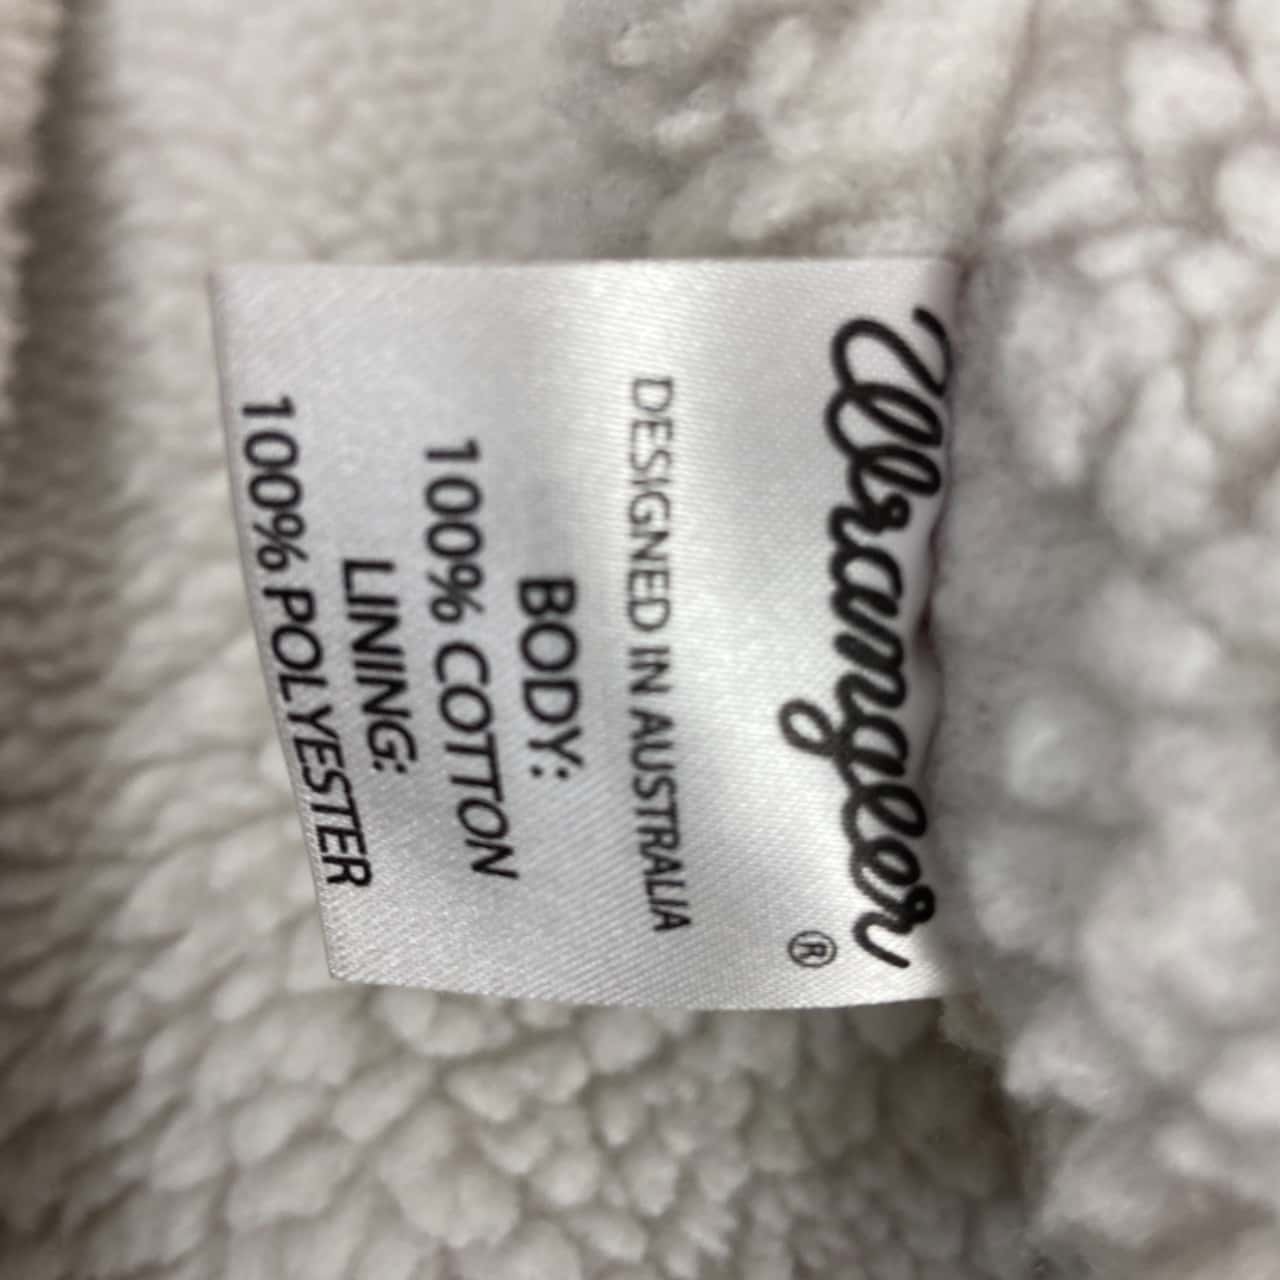 Wrangler®
DESIGNED IN AUSTRALIA
BODY:
100% COTTON
LINING:
100% POLYESTER